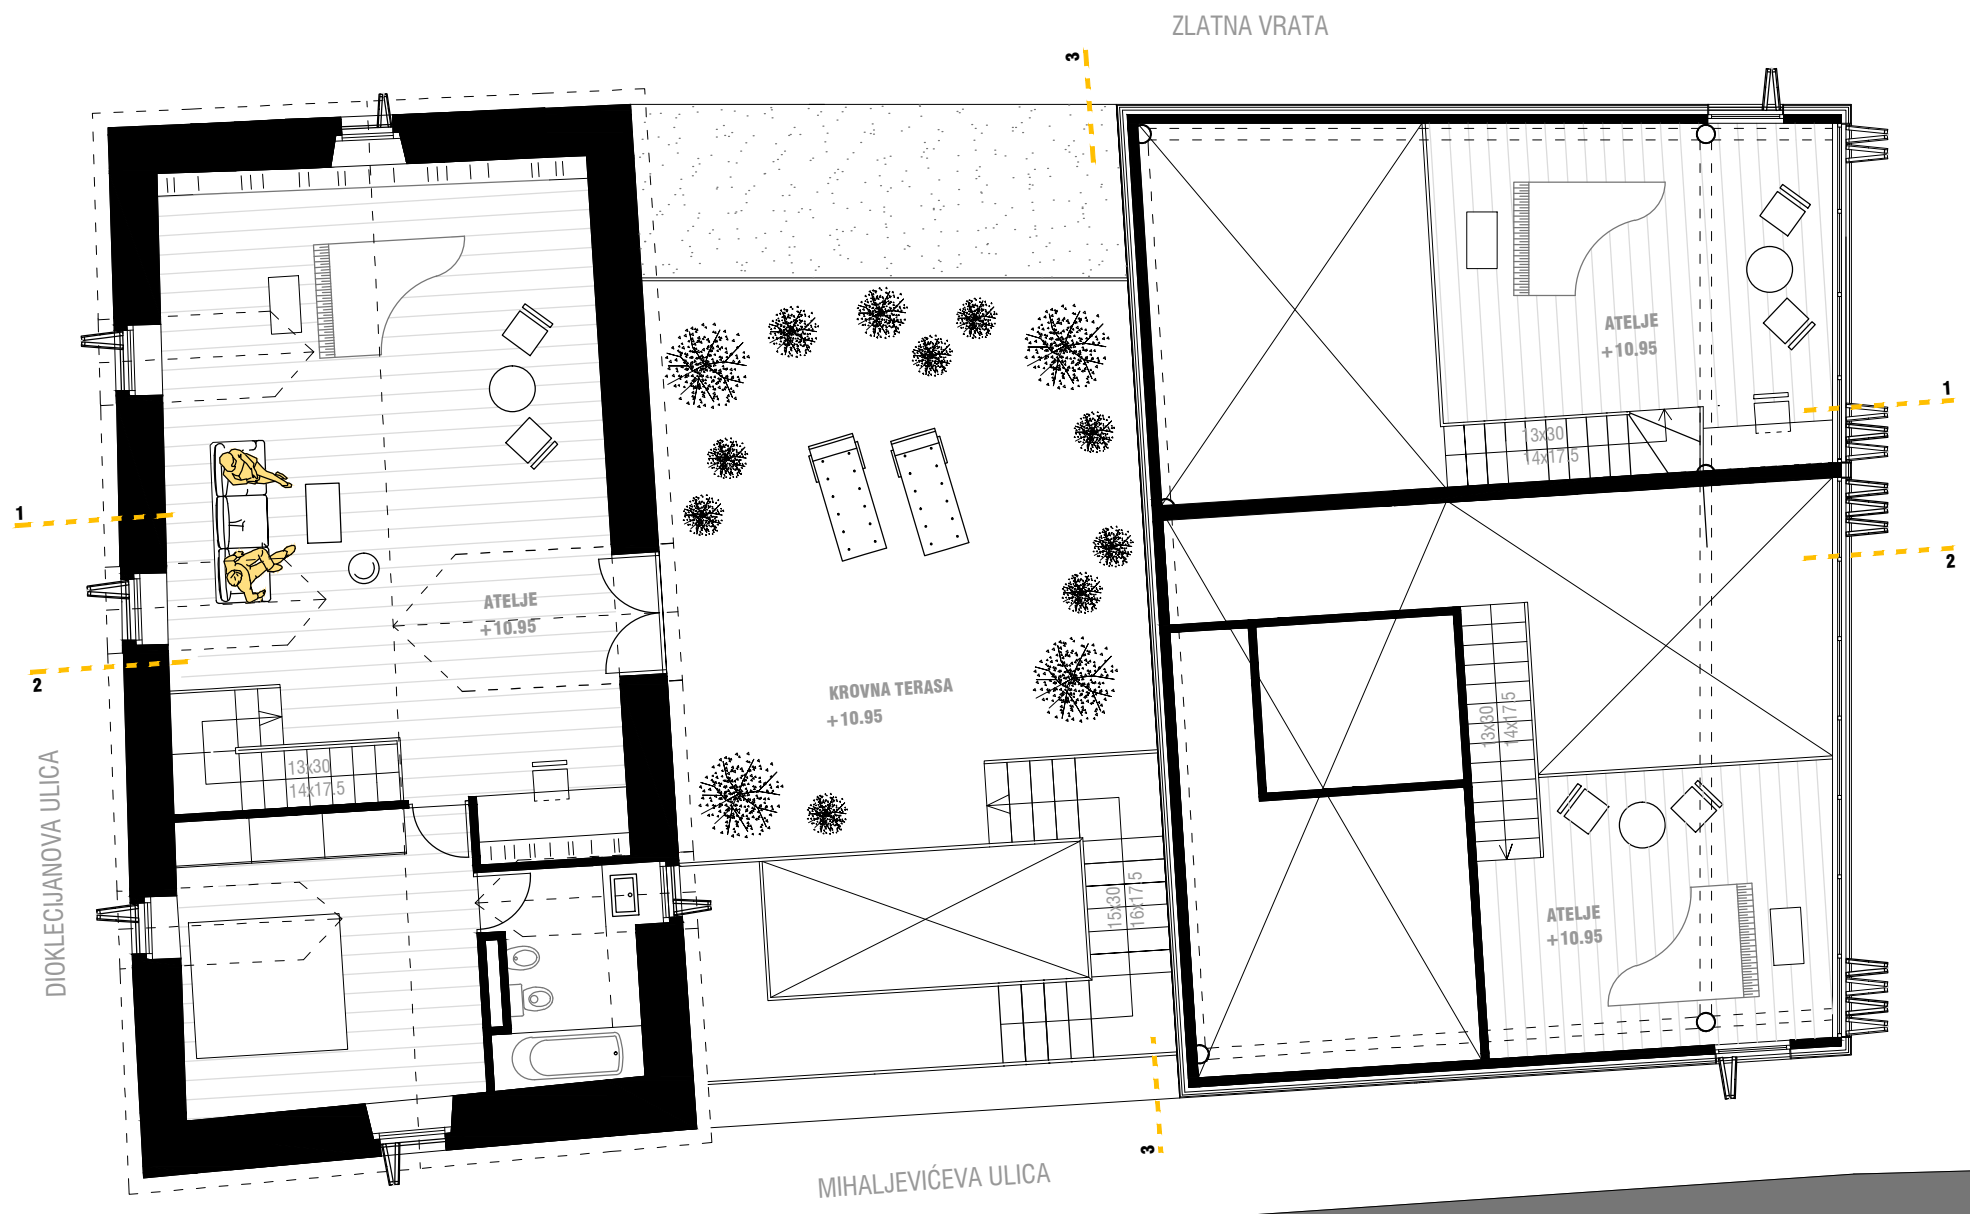 ZLATNA VRATA
3
ATELJE
+10.95
1
13x30
14x17.5
1
2
ATELJE
+10.95
2
KROVNA TERASA
+10.95
13x30
14x17.5
13x30
14x17.5
DIOKLECIJANOVA ULICA
15x30
16x17.5
ATELJE
+10.95
3
MIHALJEVIĆEVA ULICA